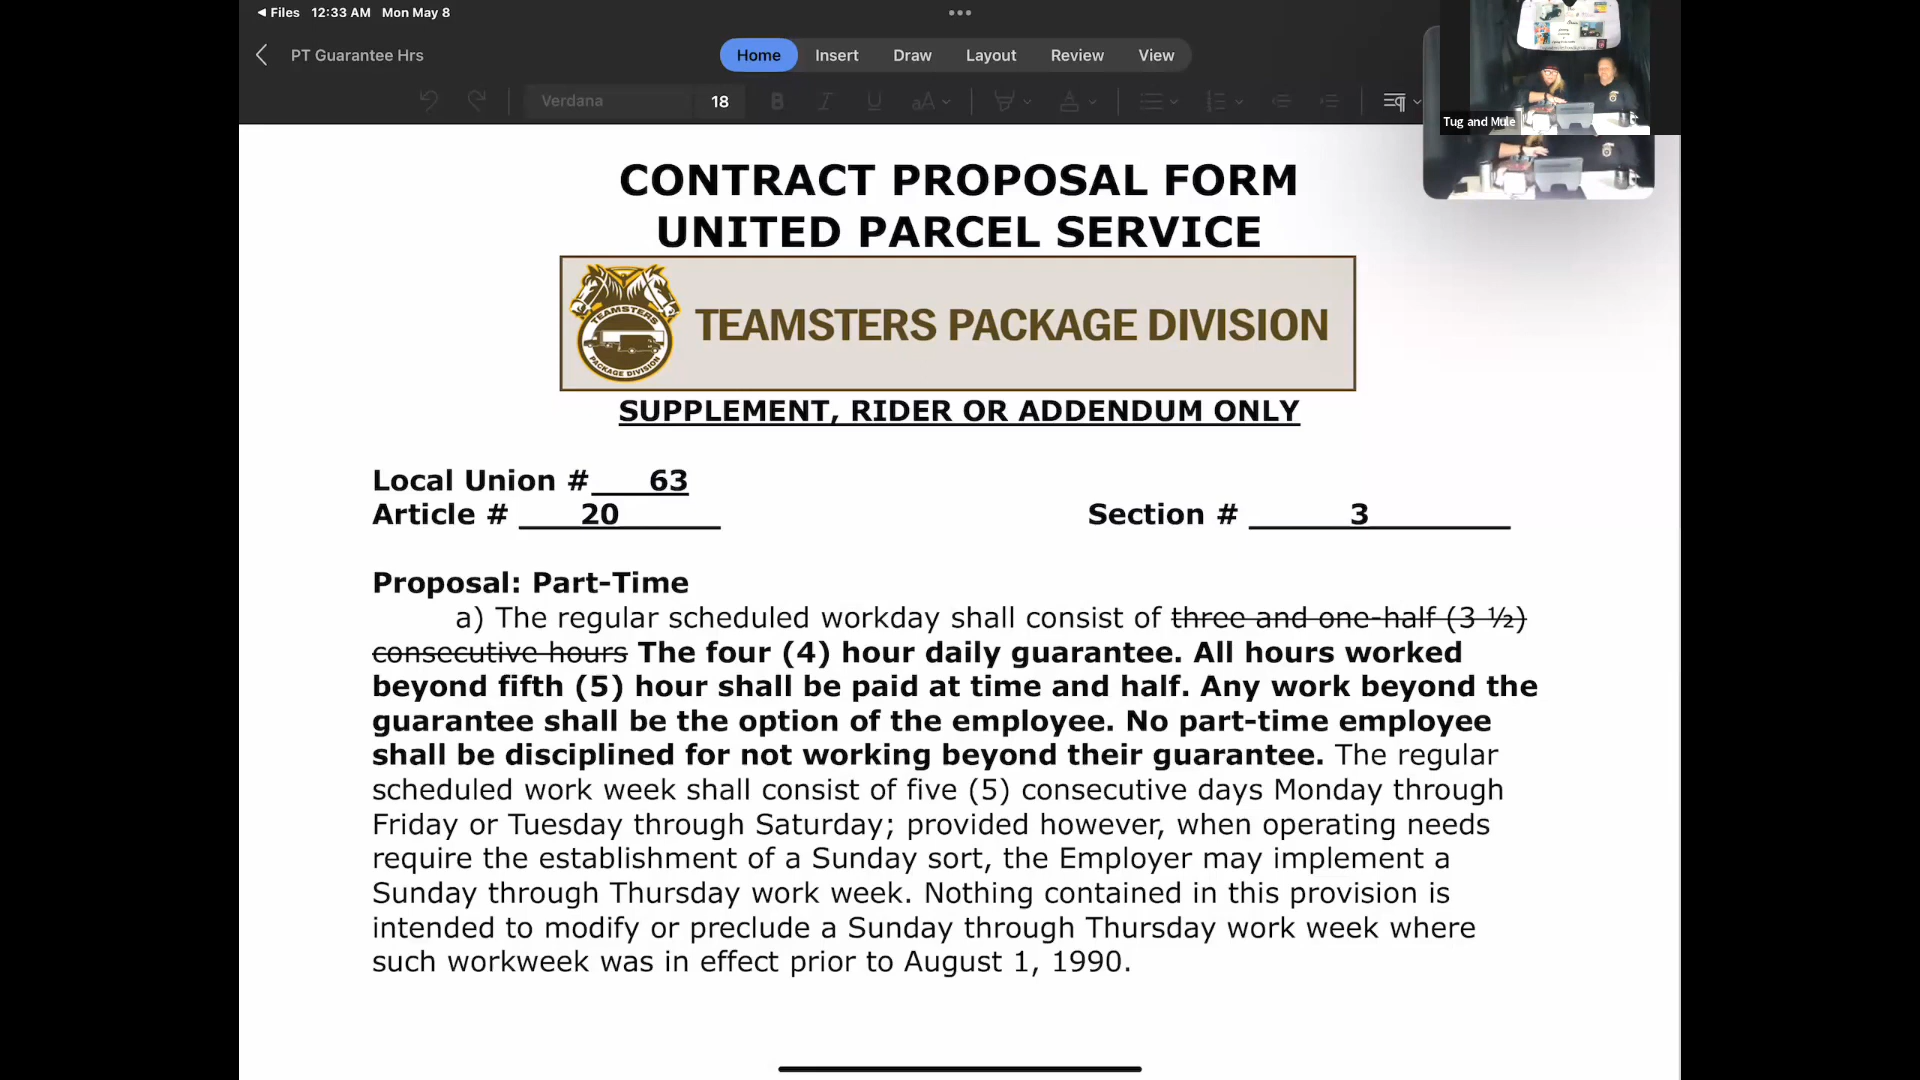 Files 12:33 AM Mon May 8
PT Guarantee Hrs
Home Insert Draw Layout Review View
Verdana 18 B I U aA A
Tug and Mule
CONTRACT PROPOSAL FORM
UNITED PARCEL SERVICE
TEAMSTERS
PACKAGE DIVISION
TEAMSTERS PACKAGE DIVISION
SUPPLEMENT, RIDER OR ADDENDUM ONLY
Local Union # 63
Article # 20 Section # 3
Proposal: Part-Time
a) The regular scheduled workday shall consist of three and one-half (3 ½)
consecutive hours The four (4) hour daily guarantee. All hours worked
beyond fifth (5) hour shall be paid at time and half. Any work beyond the
guarantee shall be the option of the employee. No part-time employee
shall be disciplined for not working beyond their guarantee. The regular
scheduled work week shall consist of five (5) consecutive days Monday through
Friday or Tuesday through Saturday; provided however, when operating needs
require the establishment of a Sunday sort, the Employer may implement a
Sunday through Thursday work week. Nothing contained in this provision is
intended to modify or preclude a Sunday through Thursday work week where
such workweek was in effect prior to August 1, 1990.